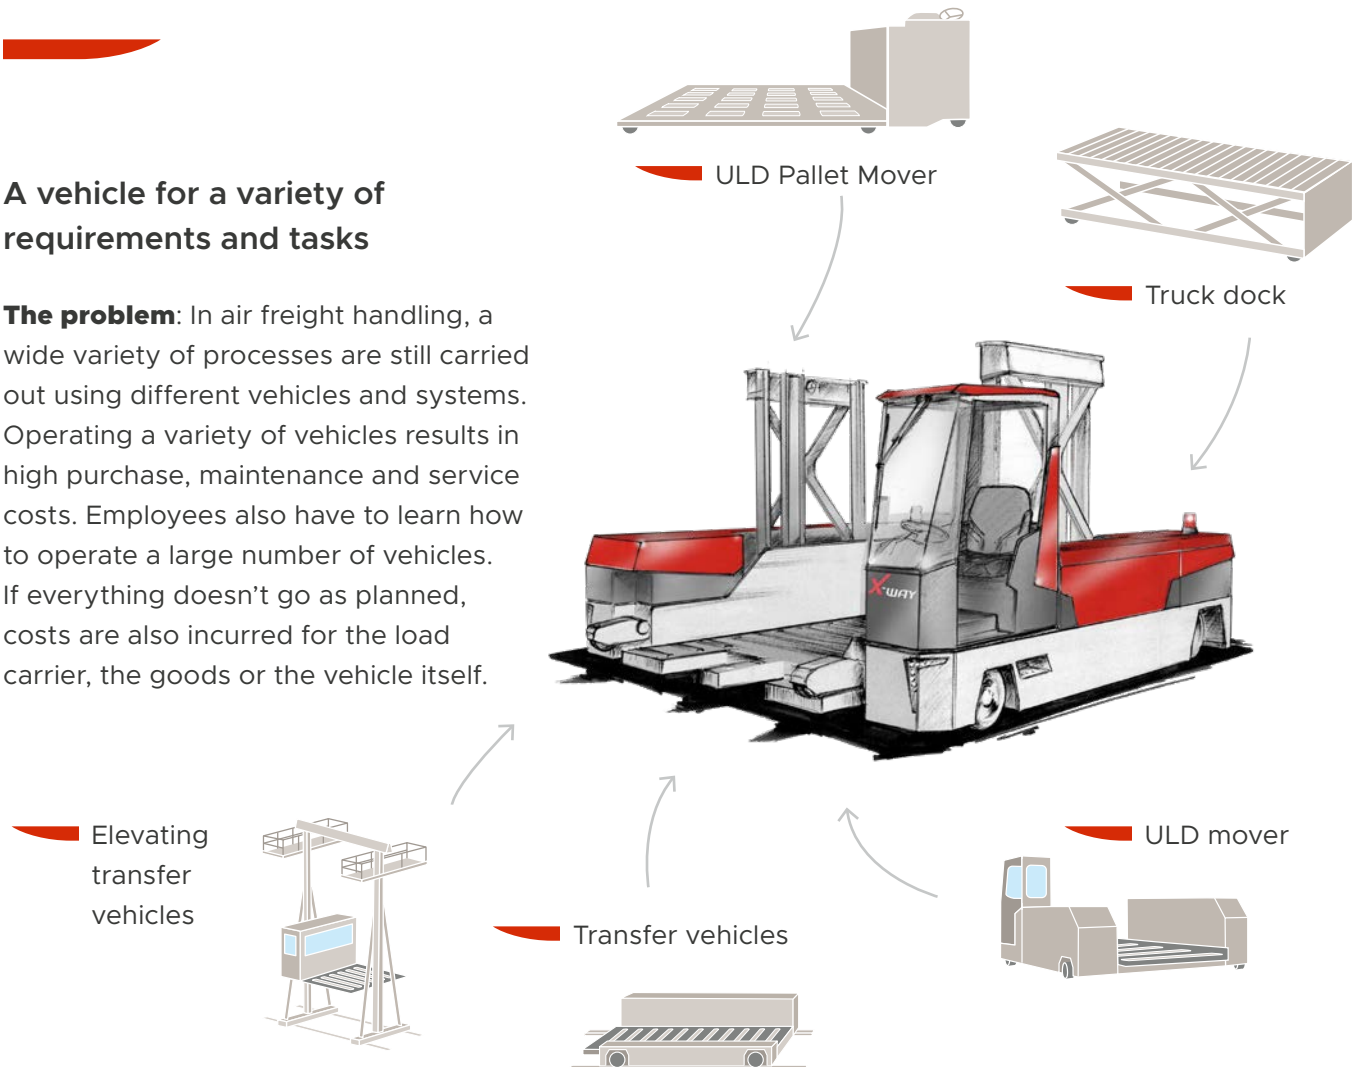 ULD Pallet Mover
Truck dock
A vehicle for a variety of
requirements and tasks
The problem: In air freight handling, a
wide variety of processes are still carried
out using different vehicles and systems.
Operating a variety of vehicles results in
high purchase, maintenance and service
costs. Employees also have to learn how
to operate a large number of vehicles.
If everything doesn’t go as planned,
costs are also incurred for the load
carrier, the goods or the vehicle itself.
X-WAY
Elevating
transfer
vehicles
Transfer vehicles
ULD mover